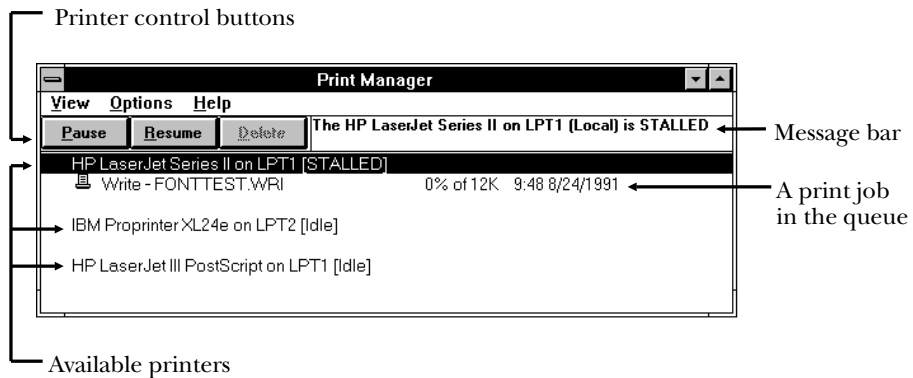 Printer control buttons
Print Manager
View Options Help
Pause Resume Delete
The HP LaserJet Series II on LPT1 (Local) is STALLED
Message bar
HP LaserJet Series II on LPT1 [STALLED]
Write - FONTTEST.WRI 0% of 12K 9:48 8/24/1991
A print job
in the queue
IBM Proprinter XL24e on LPT2 [Idle]
HP LaserJet III PostScript on LPT1 [Idle]
Available printers